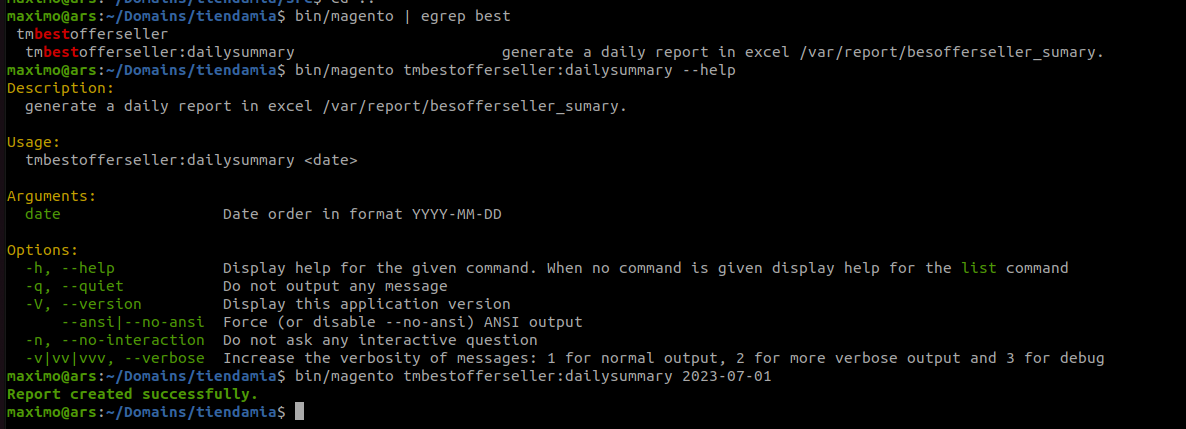 maximo@ars:~/Domains/tiendamia/src$ cd ..
maximo@ars:~/Domains/tiendamia$ bin/magento | egrep best
tmbestofferseller
tmbestofferseller:dailysummary generate a daily report in excel /var/report/besofferseller_sumary.
maximo@ars:~/Domains/tiendamia$ bin/magento tmbestofferseller:dailysummary --help
Description:
generate a daily report in excel /var/report/besofferseller_sumary.
Usage:
tmbestofferseller:dailysummary <date>
Arguments:
date Date order in format YYYY-MM-DD
Options:
-h, --help Display help for the given command. When no command is given display help for the list command
-q, --quiet Do not output any message
-V, --version Display this application version
--ansi|--no-ansi Force (or disable --no-ansi) ANSI output
-n, --no-interaction Do not ask any interactive question
-v|vv|vvv, --verbose Increase the verbosity of messages: 1 for normal output, 2 for more verbose output and 3 for debug
maximo@ars:~/Domains/tiendamia$ bin/magento tmbestofferseller:dailysummary 2023-07-01
Report created successfully.
maximo@ars:~/Domains/tiendamia$